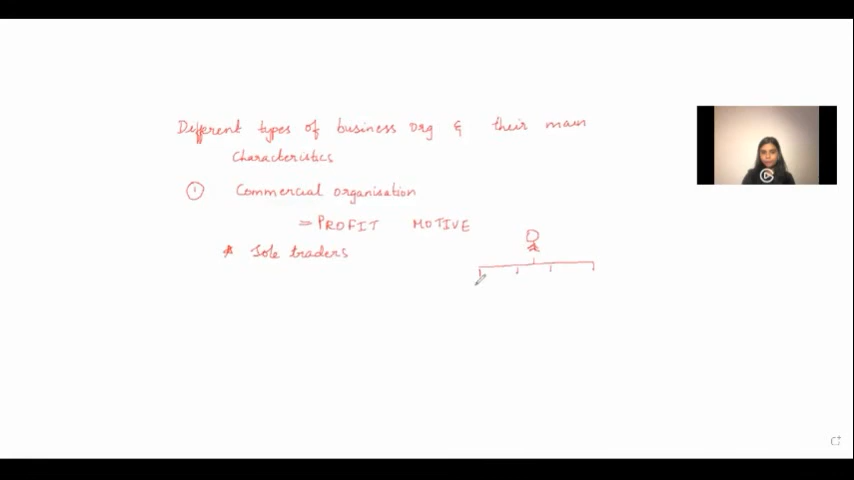 Different types of business org & their main
characteristics
① Commercial organisation
⇒ PROFIT MOTIVE
* Sole traders